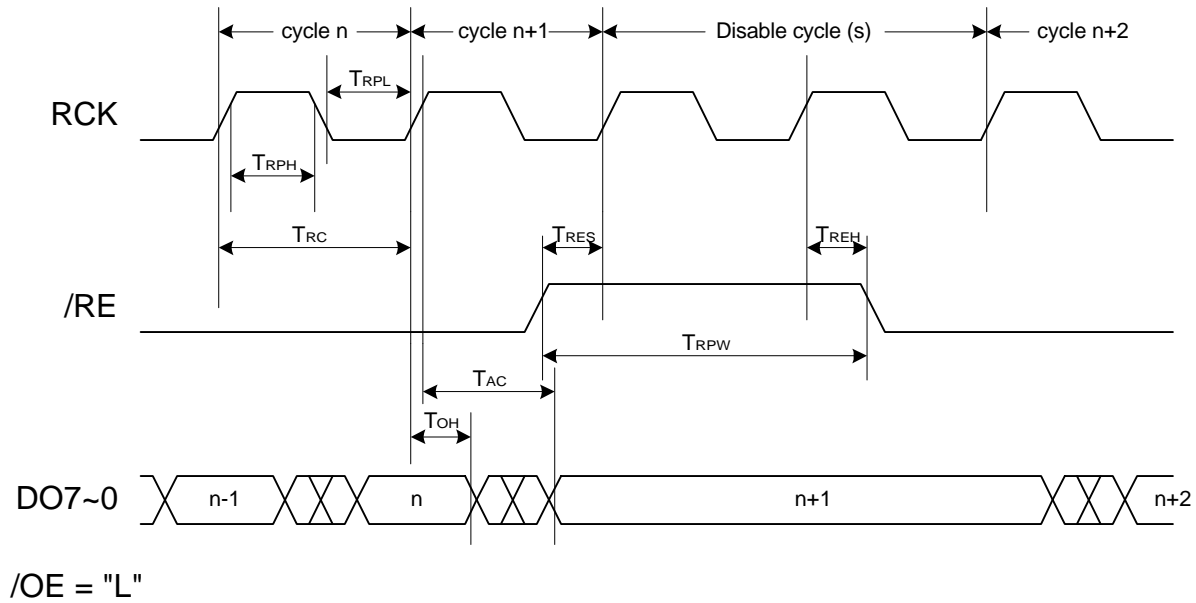 cycle n
cycle n+1
Disable cycle (s)
cycle n+2
TRPL
RCK
TRPH
TRC
TRES
TREH
/RE
TRPW
TAC
TOH
DO7~0
n-1
n
n+1
n+2
/OE = "L"